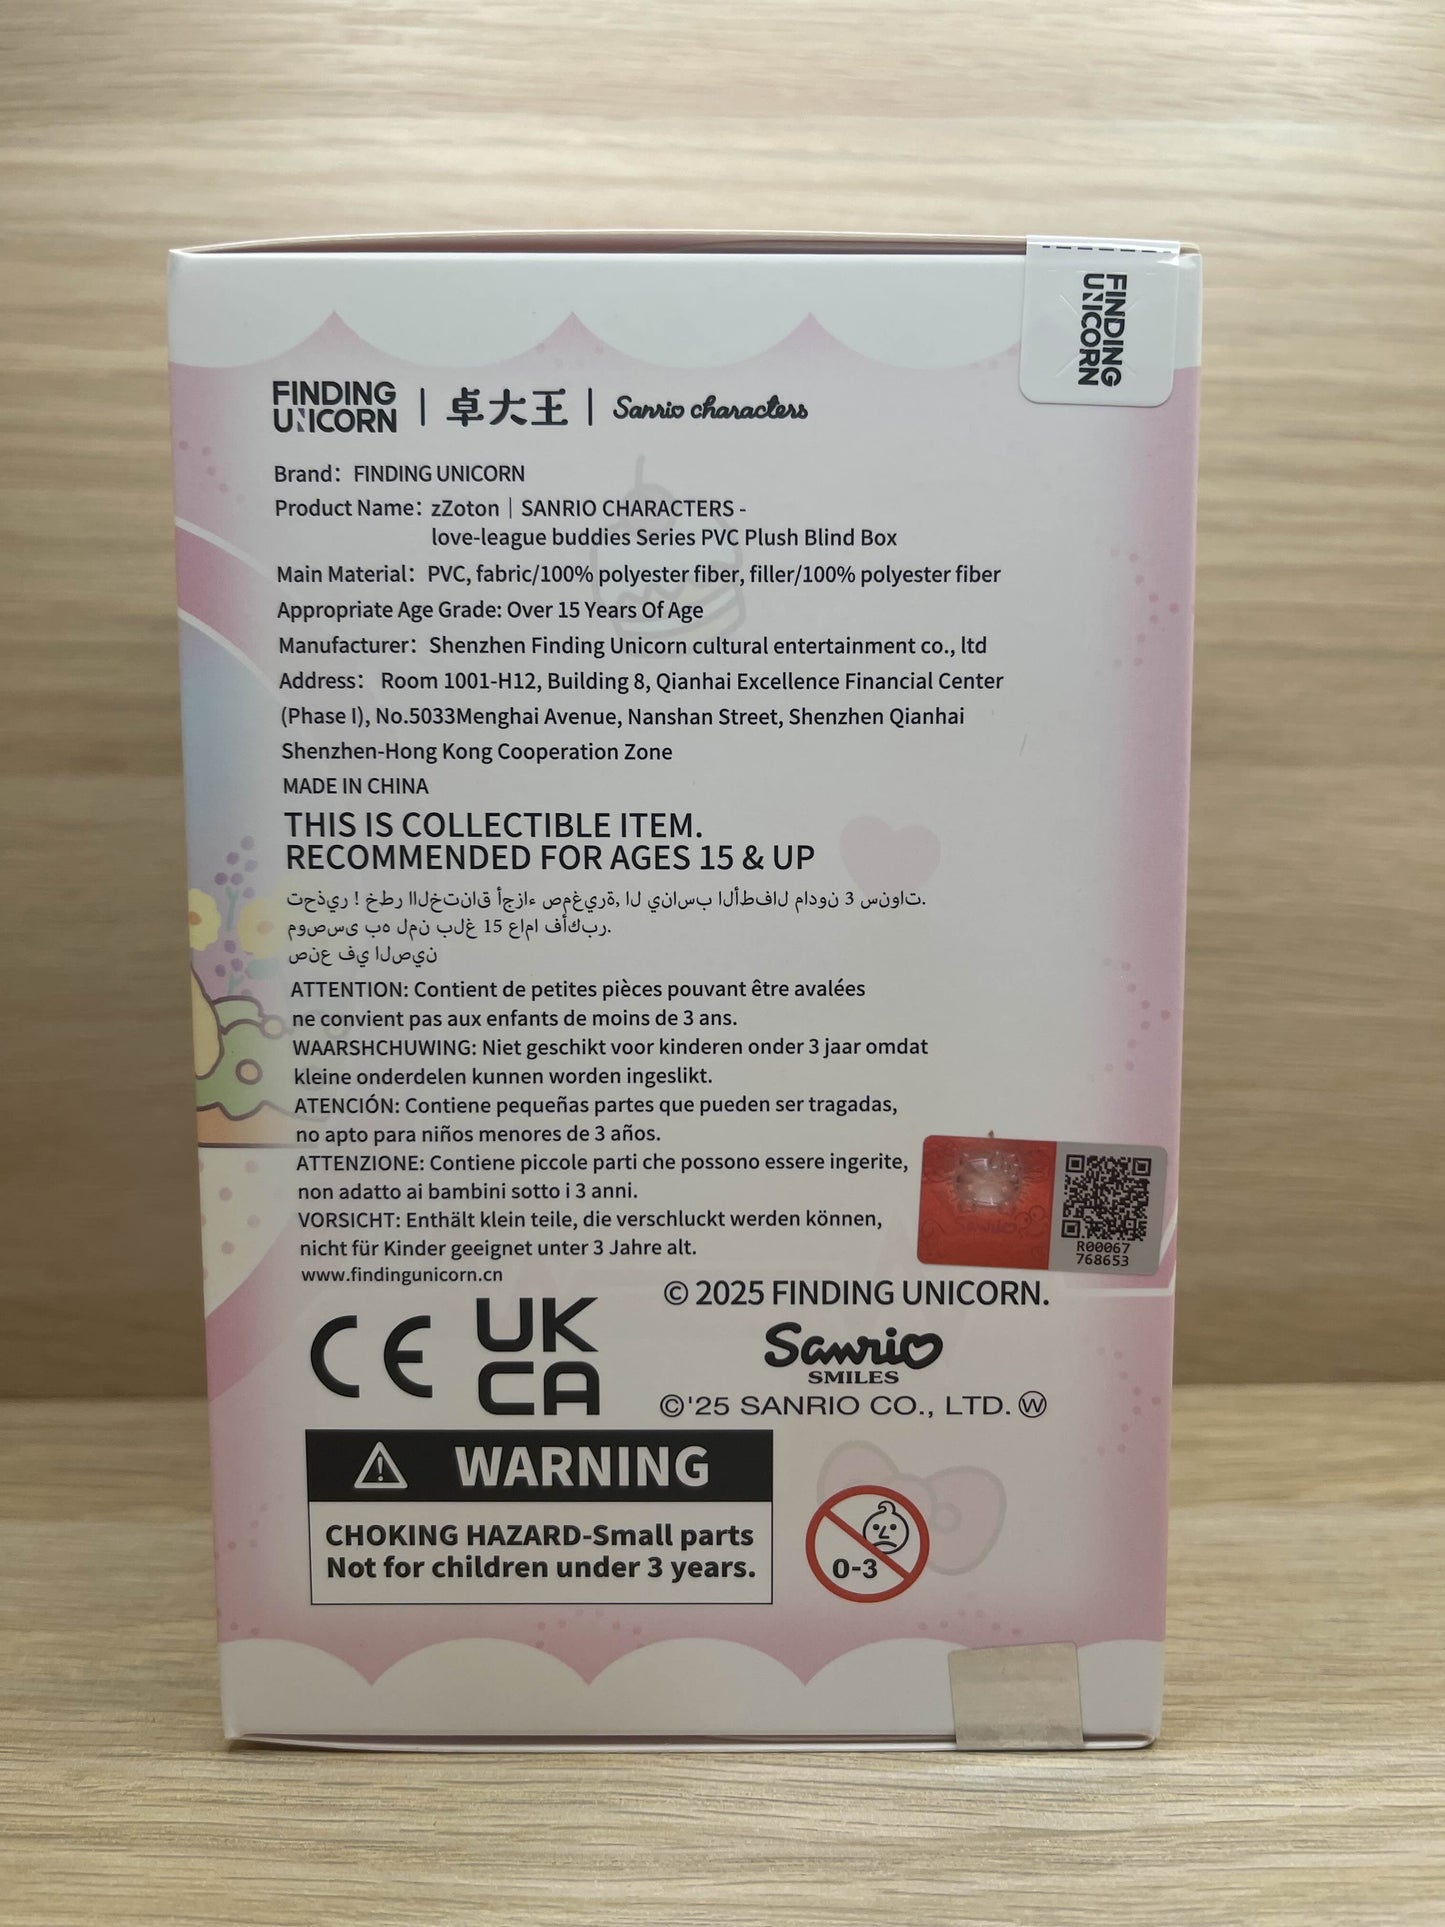 FINDING
UNICORN
FINDING
UNICORN | 卓大王 | Sanrio characters
Brand: FINDING UNICORN
Product Name: zZoton | SANRIO CHARACTERS -
love-league buddies Series PVC Plush Blind Box
Main Material: PVC, fabric/100% polyester fiber, filler/100% polyester fiber
Appropriate Age Grade: Over 15 Years Of Age
Manufacturer: Shenzhen Finding Unicorn cultural entertainment co., ltd
Address: Room 1001-H12, Building 8, Qianhai Excellence Financial Center
(Phase I), No.5033Menghai Avenue, Nanshan Street, Shenzhen Qianhai
Shenzhen-Hong Kong Cooperation Zone
MADE IN CHINA
THIS IS COLLECTIBLE ITEM.
RECOMMENDED FOR AGES 15 & UP
ATTENTION: Contient de petites pièces pouvant être avalées
ne convient pas aux enfants de moins de 3 ans.
WAARSHCHUWING: Niet geschikt voor kinderen onder 3 jaar omdat
kleine onderdelen kunnen worden ingeslikt.
ATENCIÓN: Contiene pequeñas partes que pueden ser tragadas,
no apto para niños menores de 3 años.
ATTENZIONE: Contiene piccole parti che possono essere ingerite,
non adatto ai bambini sotto i 3 anni.
VORSICHT: Enthält klein teile, die verschluckt werden können,
nicht für Kinder geeignet unter 3 Jahre alt.
www.findingunicorn.cn
R00067
768653
© 2025 FINDING UNICORN.
CE UK
CA
Sanrio
SMILES
©'25 SANRIO CO., LTD. Ⓦ
WARNING
CHOKING HAZARD-Small parts
Not for children under 3 years.
0-3